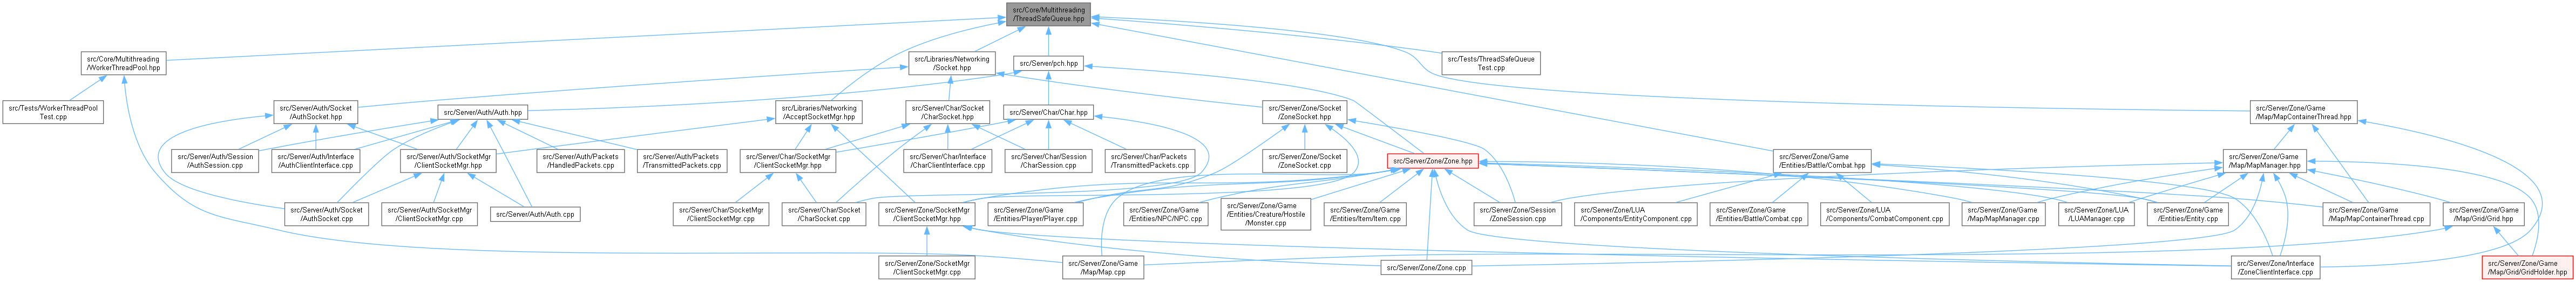 src/Core/Multithreading
/ThreadSafeQueue.hpp
src/Core/Multithreading
/WorkerThreadPool.hpp
src/Libraries/Networking
/Socket.hpp
src/Server/pch.hpp
src/Tests/ThreadSafeQueue
Test.cpp
src/Tests/WorkerThreadPool
Test.cpp
src/Server/Auth/Socket
/AuthSocket.hpp
src/Server/Auth/Auth.hpp
src/Libraries/Networking
/AcceptSocketMgr.hpp
src/Server/Char/Socket
/CharSocket.hpp
src/Server/Char/Char.hpp
src/Server/Zone/Socket
/ZoneSocket.hpp
src/Server/Zone/Game
/Map/MapContainerThread.hpp
src/Server/Auth/Session
/AuthSession.cpp
src/Server/Auth/Interface
/AuthClientInterface.cpp
src/Server/Auth/SocketMgr
/ClientSocketMgr.hpp
src/Server/Auth/Packets
/HandledPackets.cpp
src/Server/Auth/Packets
/TransmittedPackets.cpp
src/Server/Char/SocketMgr
/ClientSocketMgr.hpp
src/Server/Char/Interface
/CharClientInterface.cpp
src/Server/Char/Session
/CharSession.cpp
src/Server/Char/Packets
/TransmittedPackets.cpp
src/Server/Zone/Socket
/ZoneSocket.cpp
src/Server/Zone/Zone.hpp
src/Server/Zone/Game
/Entities/Battle/Combat.hpp
src/Server/Zone/Game
/Map/MapManager.hpp
src/Server/Auth/Socket
/AuthSocket.cpp
src/Server/Auth/SocketMgr
/ClientSocketMgr.cpp
src/Server/Auth/Auth.cpp
src/Server/Char/SocketMgr
/ClientSocketMgr.cpp
src/Server/Char/Socket
/CharSocket.cpp
src/Server/Zone/SocketMgr
/ClientSocketMgr.hpp
src/Server/Zone/Game
/Entities/Player/Player.cpp
src/Server/Zone/Game
/Entities/NPC/NPC.cpp
src/Server/Zone/Game
/Entities/Creature/Hostile
/Monster.cpp
src/Server/Zone/Game
/Entities/Item/Item.cpp
src/Server/Zone/Session
/ZoneSession.cpp
src/Server/Zone/LUA
/Components/EntityComponent.cpp
src/Server/Zone/Game
/Entities/Battle/Combat.cpp
src/Server/Zone/LUA
/Components/CombatComponent.cpp
src/Server/Zone/Game
/Map/MapManager.cpp
src/Server/Zone/LUA
/LUAManager.cpp
src/Server/Zone/Game
/Entities/Entity.cpp
src/Server/Zone/Game
/Map/MapContainerThread.cpp
src/Server/Zone/Game
/Map/Grid/Grid.hpp
src/Server/Zone/SocketMgr
/ClientSocketMgr.cpp
src/Server/Zone/Game
/Map/Map.cpp
src/Server/Zone/Zone.cpp
src/Server/Zone/Interface
/ZoneClientInterface.cpp
src/Server/Zone/Game
/Map/Grid/GridHolder.hpp